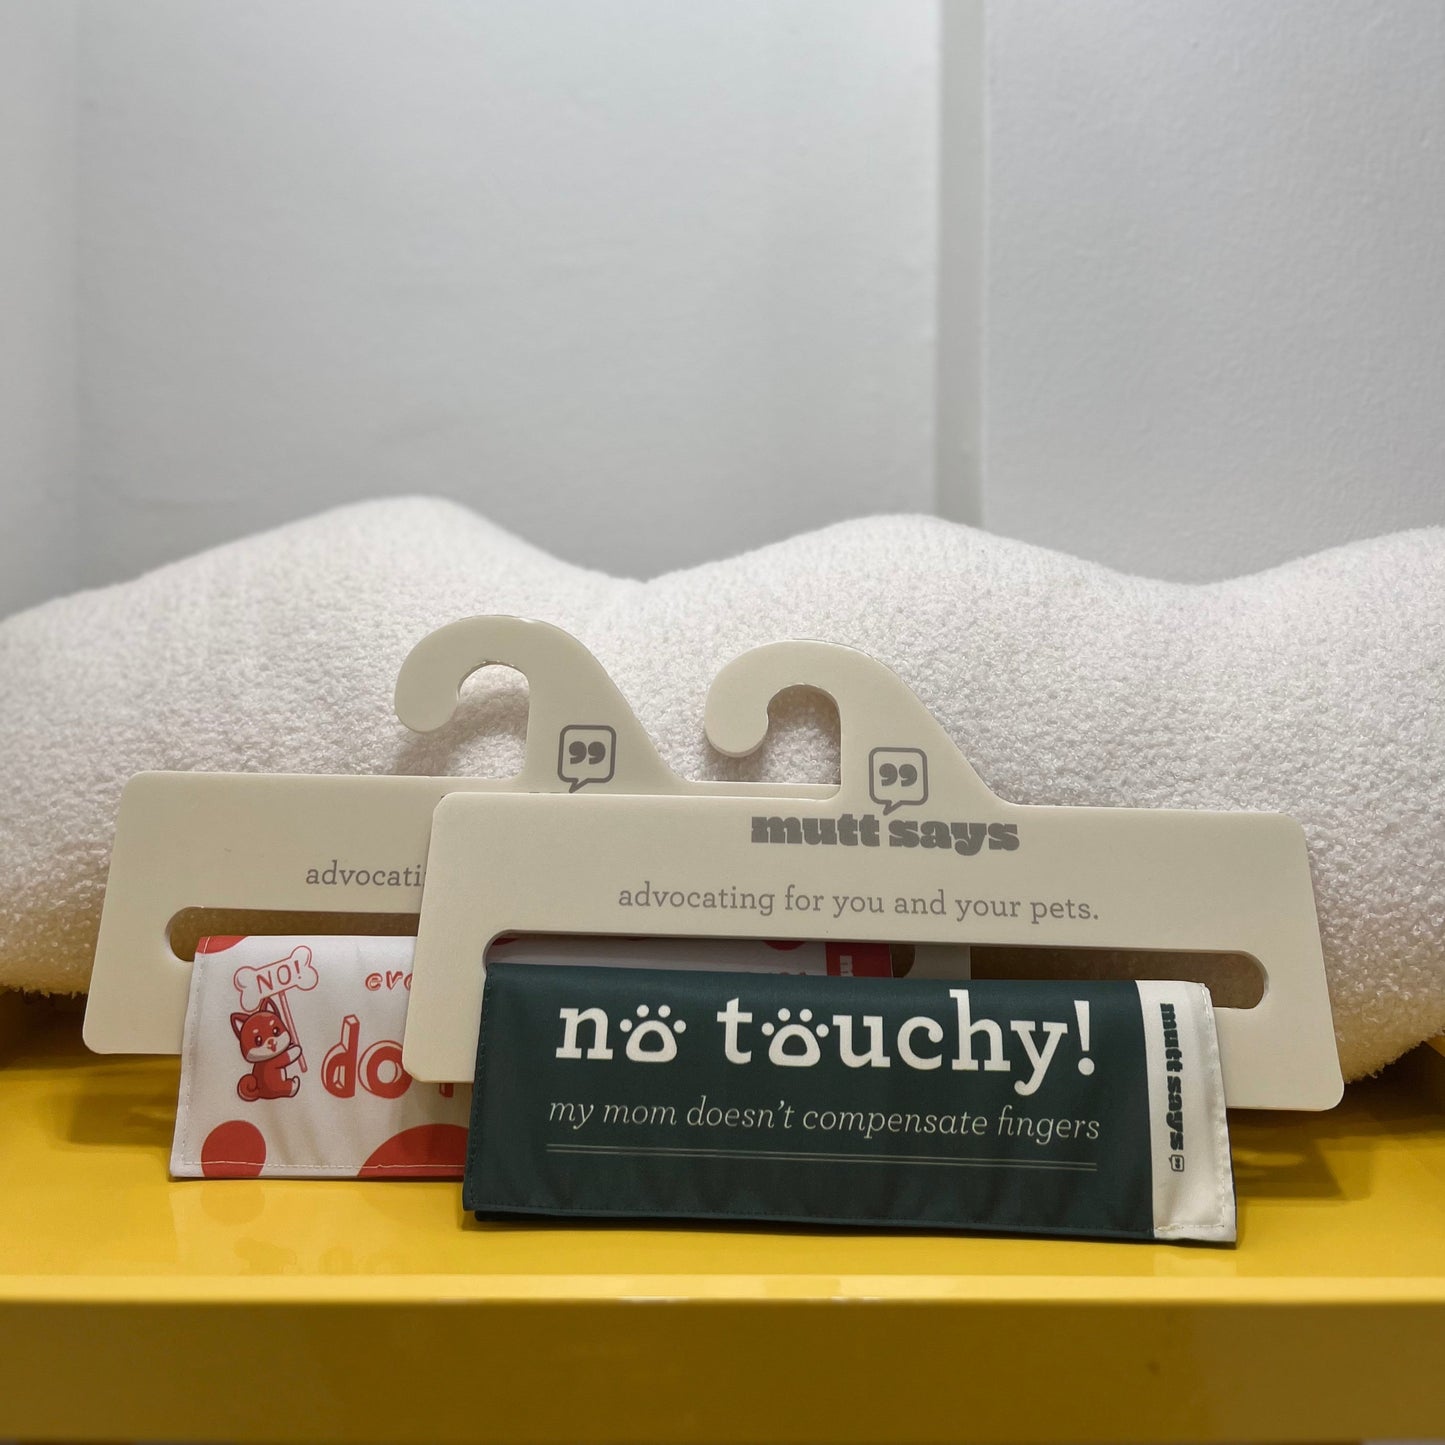 ””
advocati
NO!
do
””
mutt says
advocating for you and your pets.
no touchy!
my mom doesn’t compensate fingers
mutt says